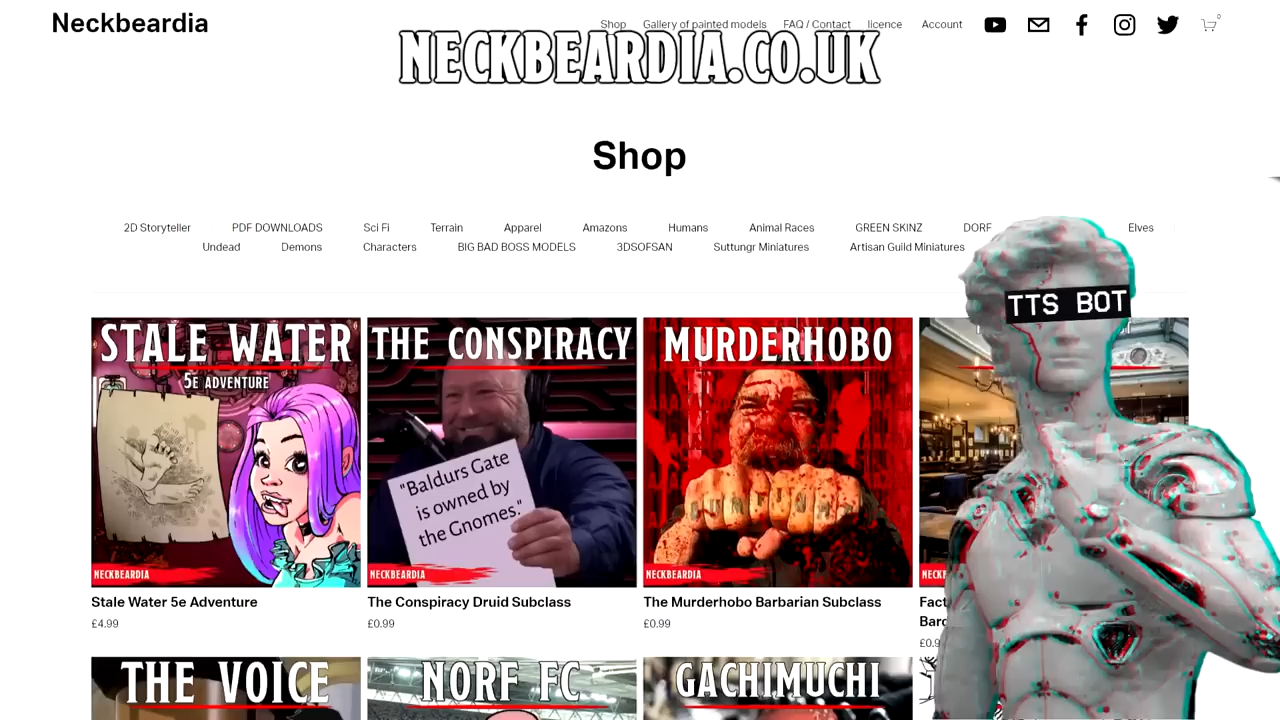 Neckbeardia
Shop Gallery of painted models FAQ / Contact licence Account
0
NECKBEARDIA.CO.UK
Shop
2D Storyteller PDF DOWNLOADS Sci Fi Terrain Apparel Amazons Humans Animal Races GREEN SKINZ DORF Elves
Undead Demons Characters BIG BAD BOSS MODELS 3DSOFSAN Suttungr Miniatures Artisan Guild Miniatures
TTS BOT
STALE WATER
5E ADVENTURE
THE CONSPIRACY
MURDERHOBO
"Baldurs Gate
is owned by
the Gnomes."
NECKBEARDIA
NECKBEARDIA
NECKBEARDIA
Stale Water 5e Adventure
The Conspiracy Druid Subclass
The Murderhobo Barbarian Subclass
£4.99
£0.99
£0.99
THE VOICE
NORF FC
GACHIMUCHI